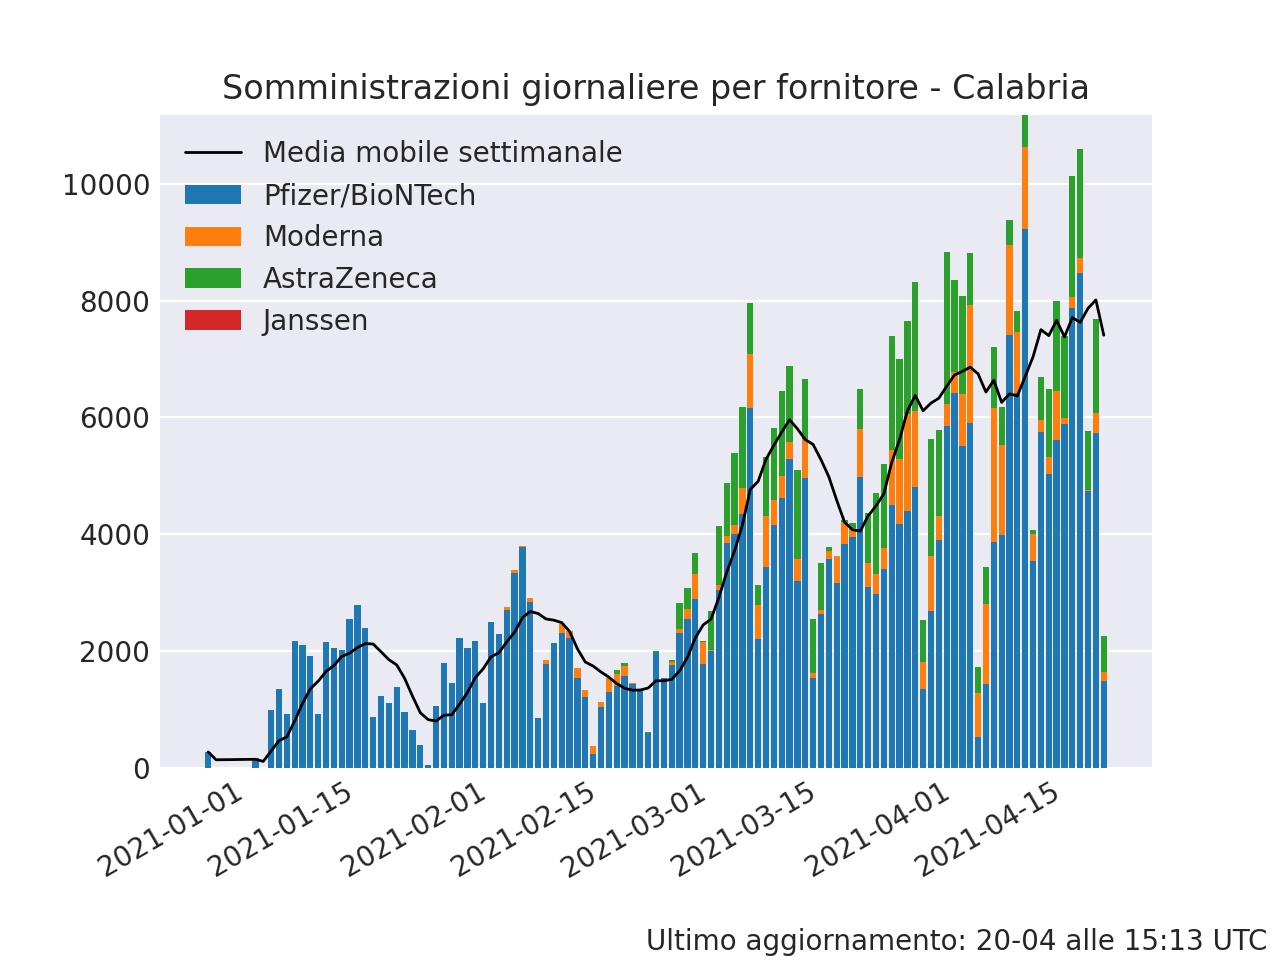 Somministrazioni giornaliere per fornitore - Calabria
Media mobile settimanale
Pfizer/BioNTech
Moderna
AstraZeneca
Janssen
10000
8000
6000
4000
2000
0
2021-01-01
2021-01-15
2021-02-01
2021-02-15
2021-03-01
2021-03-15
2021-04-01
2021-04-15
Ultimo aggiornamento: 20-04 alle 15:13 UTC